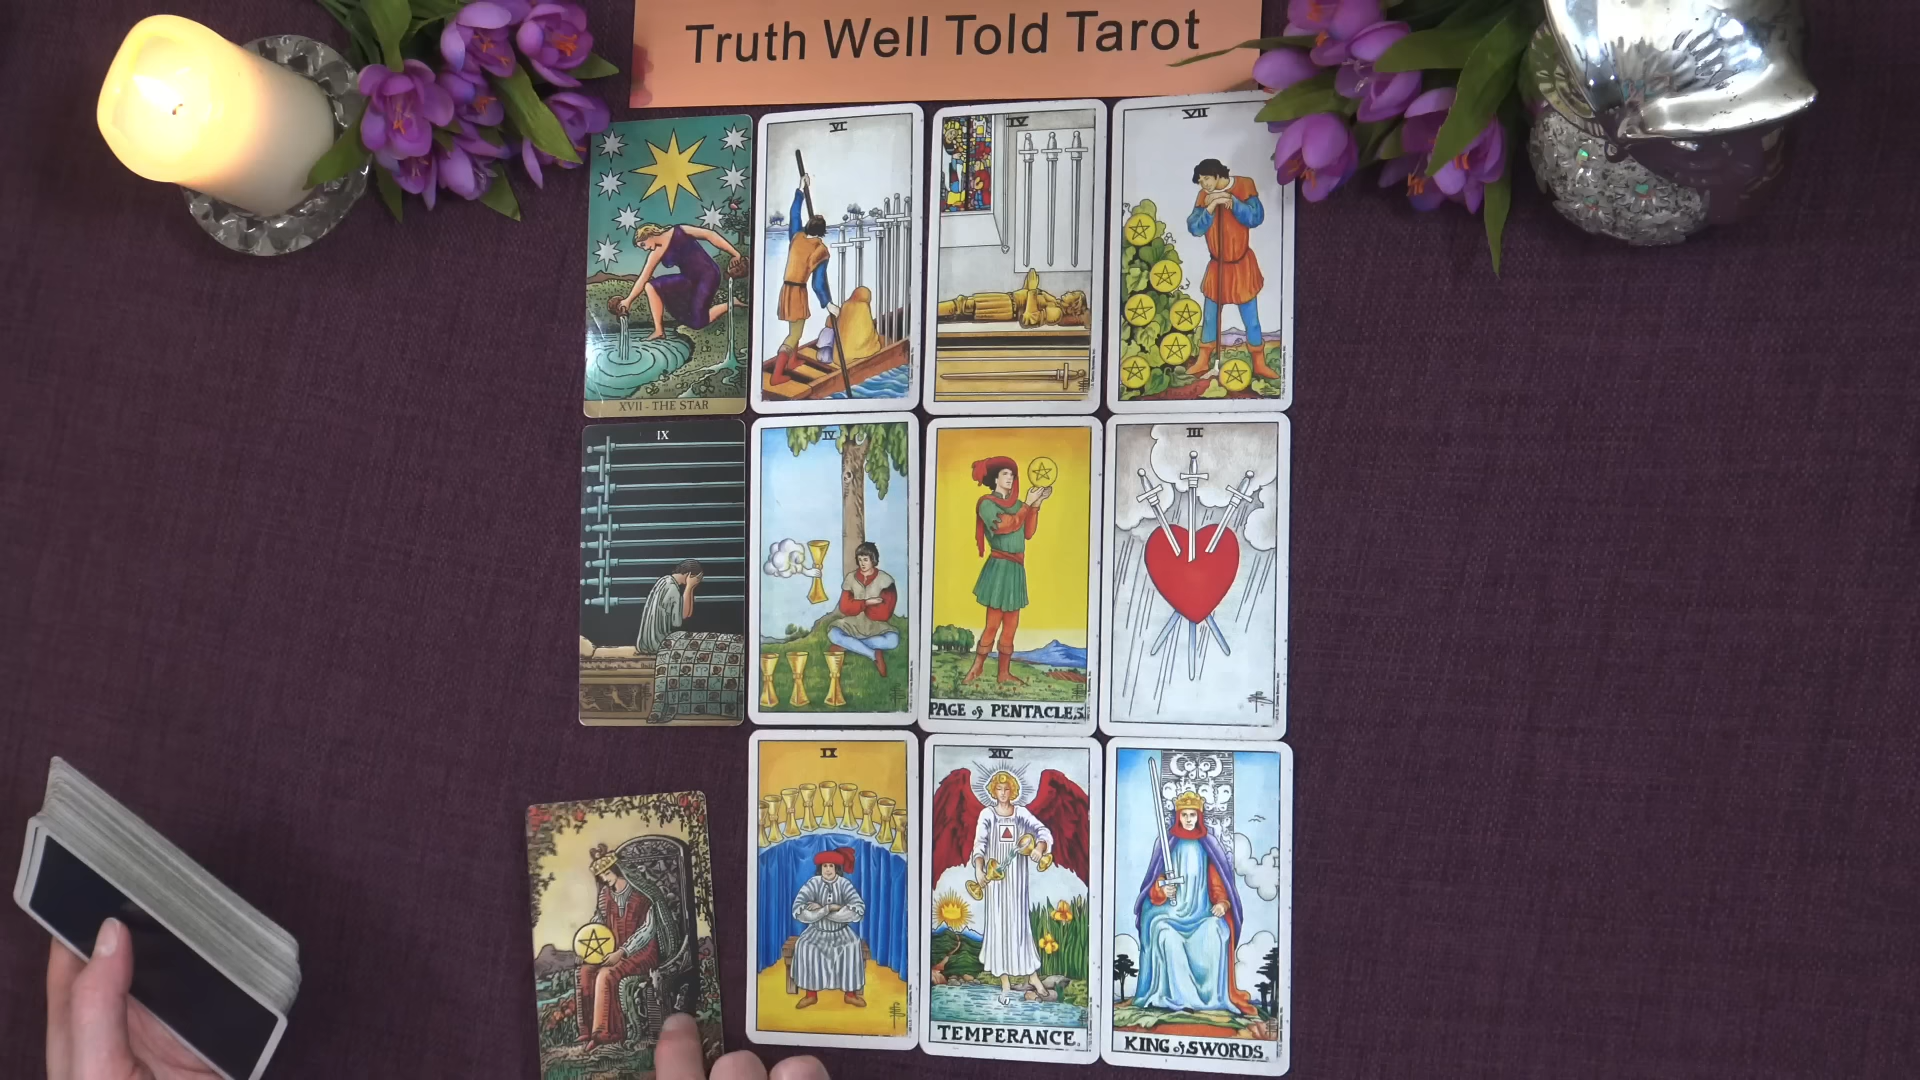 Truth Well Told Tarot
VI
IV
VII
XVII - THE STAR
IX
IV
III
PAGE of PENTACLES
IX
XIV
TEMPERANCE.
KING of SWORDS.